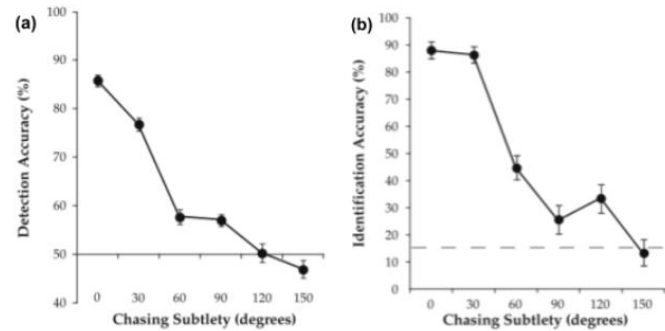 (a)
100
90
80
70
60
50
40
Detection Accuracy (%)
0 30 60 90 120 150
Chasing Subtlety (degrees)
(b)
100
90
80
70
60
50
40
30
20
10
0
Identification Accuracy (%)
0 30 60 90 120 150
Chasing Subtlety (degrees)